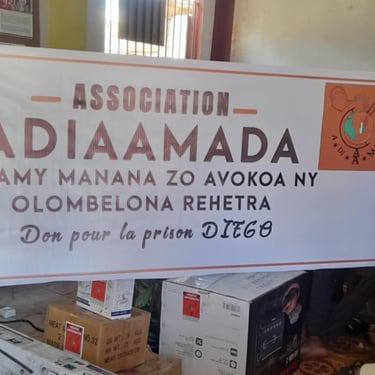 ASSOCIATION
ADIAAMADA
AMY MANANA ZO AVOKOA NY
OLOMBELONA REHETRA
Don pour la prison DIEGO